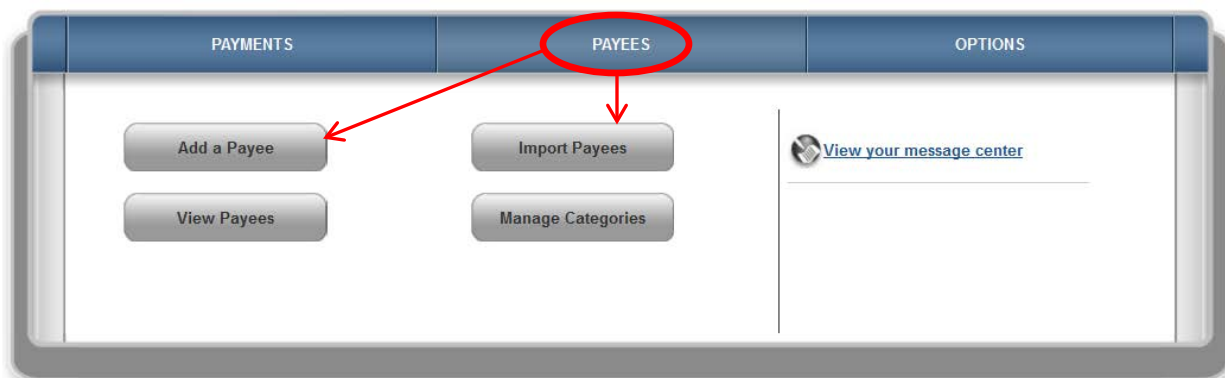 PAYMENTS PAYEES OPTIONS
Add a Payee Import Payees
View your message center
View Payees Manage Categories